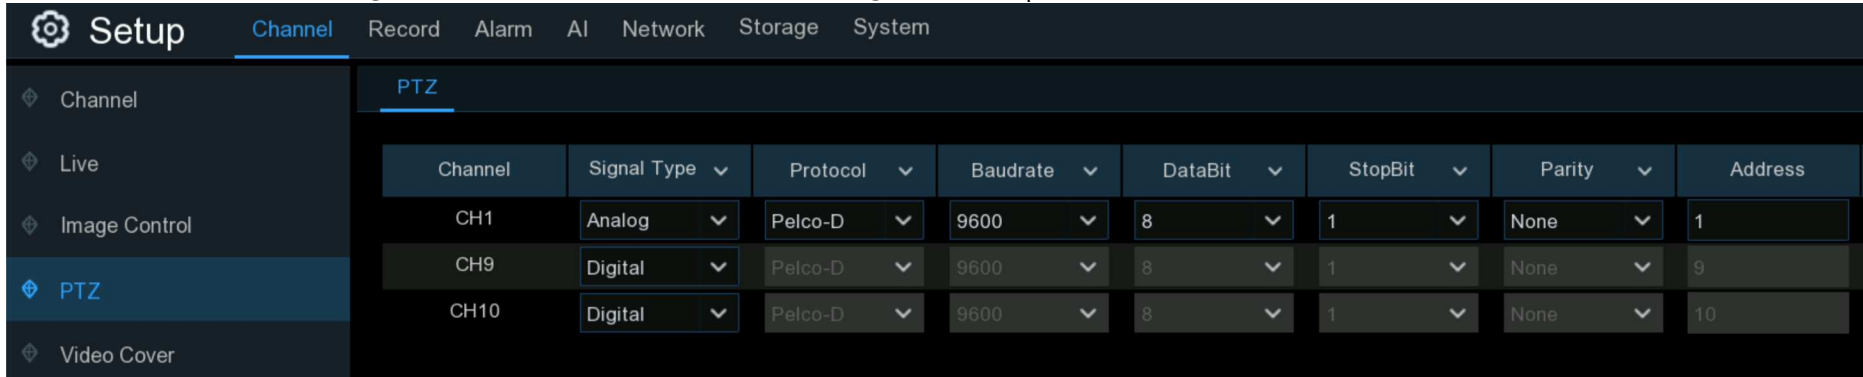 Setup Channel Record Alarm AI Network Storage System
Channel
PTZ
Live
Channel Signal Type Protocol Baudrate DataBit StopBit Parity Address
Image Control
CH1 Analog Pelco-D 9600 8 1 None 1
CH9 Digital Pelco-D 9600 8 1 None 9
PTZ
CH10 Digital Pelco-D 9600 8 1 None 10
Video Cover